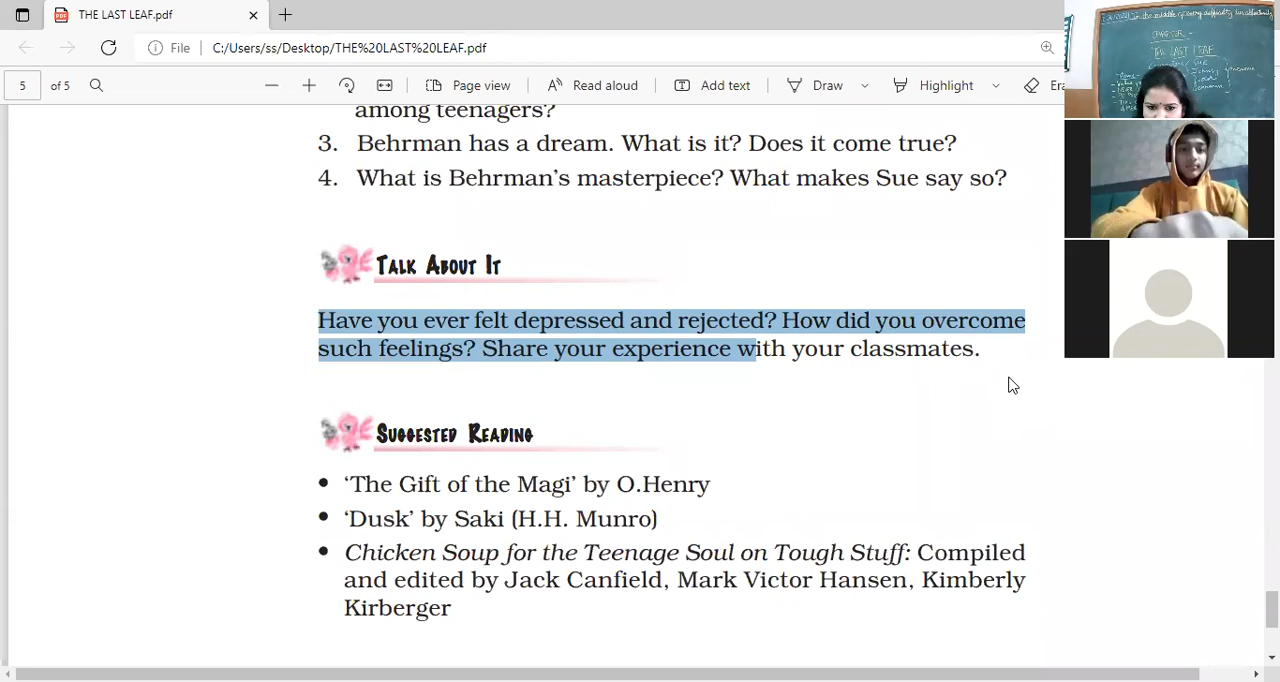 THE LAST LEAF.pdf
File C:/Users/ss/Desktop/THE%20LAST%20LEAF.pdf
5 of 5 Page view Read aloud Add text Draw Highlight Era
among teenagers?
3. Behrman has a dream. What is it? Does it come true?
4. What is Behrman's masterpiece? What makes Sue say so?
TALK ABOUT IT
Have you ever felt depressed and rejected? How did you overcome
such feelings? Share your experience with your classmates.
SUGGESTED READING
• ‘The Gift of the Magi’ by O.Henry
• ‘Dusk’ by Saki (H.H. Munro)
• Chicken Soup for the Teenage Soul on Tough Stuff: Compiled
and edited by Jack Canfield, Mark Victor Hansen, Kimberly
Kirberger
CHAPTER -
THE LAST LEAF